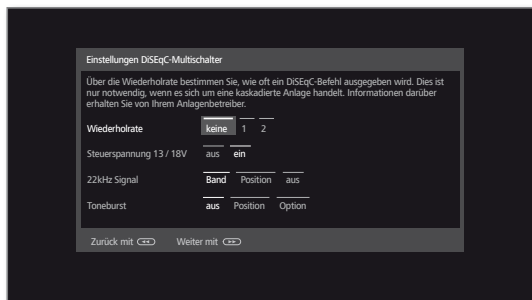 Einstellungen DiSEqC-Multischalter
Über die Wiederholrate bestimmen Sie, wie oft ein DiSEqC-Befehl ausgegeben wird. Dies ist
nur notwendig, wenn es sich um eine kaskadierte Anlage handelt. Informationen darüber
erhalten Sie von Ihrem Anlagenbetreiber.
Wiederholrate keine 1 2
Steuerspannung 13 / 18V aus ein
22kHz Signal Band Position aus
Toneburst aus Position Option
Zurück mit Weiter mit